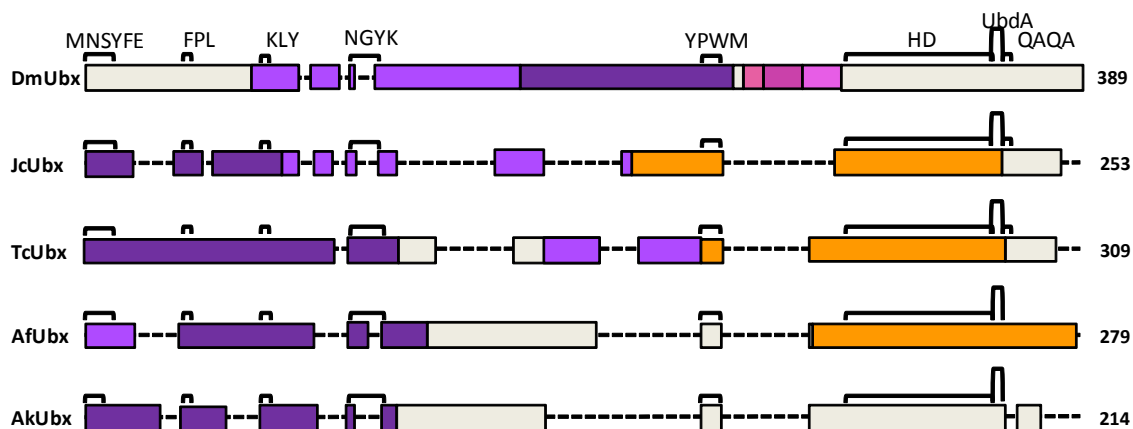 UbdA
MNSYFE FPL KLY NGYK YPWM HD QAQA
DmUbx 389
JcUbx 253
TcUbx 309
AfUbx 279
AkUbx 214